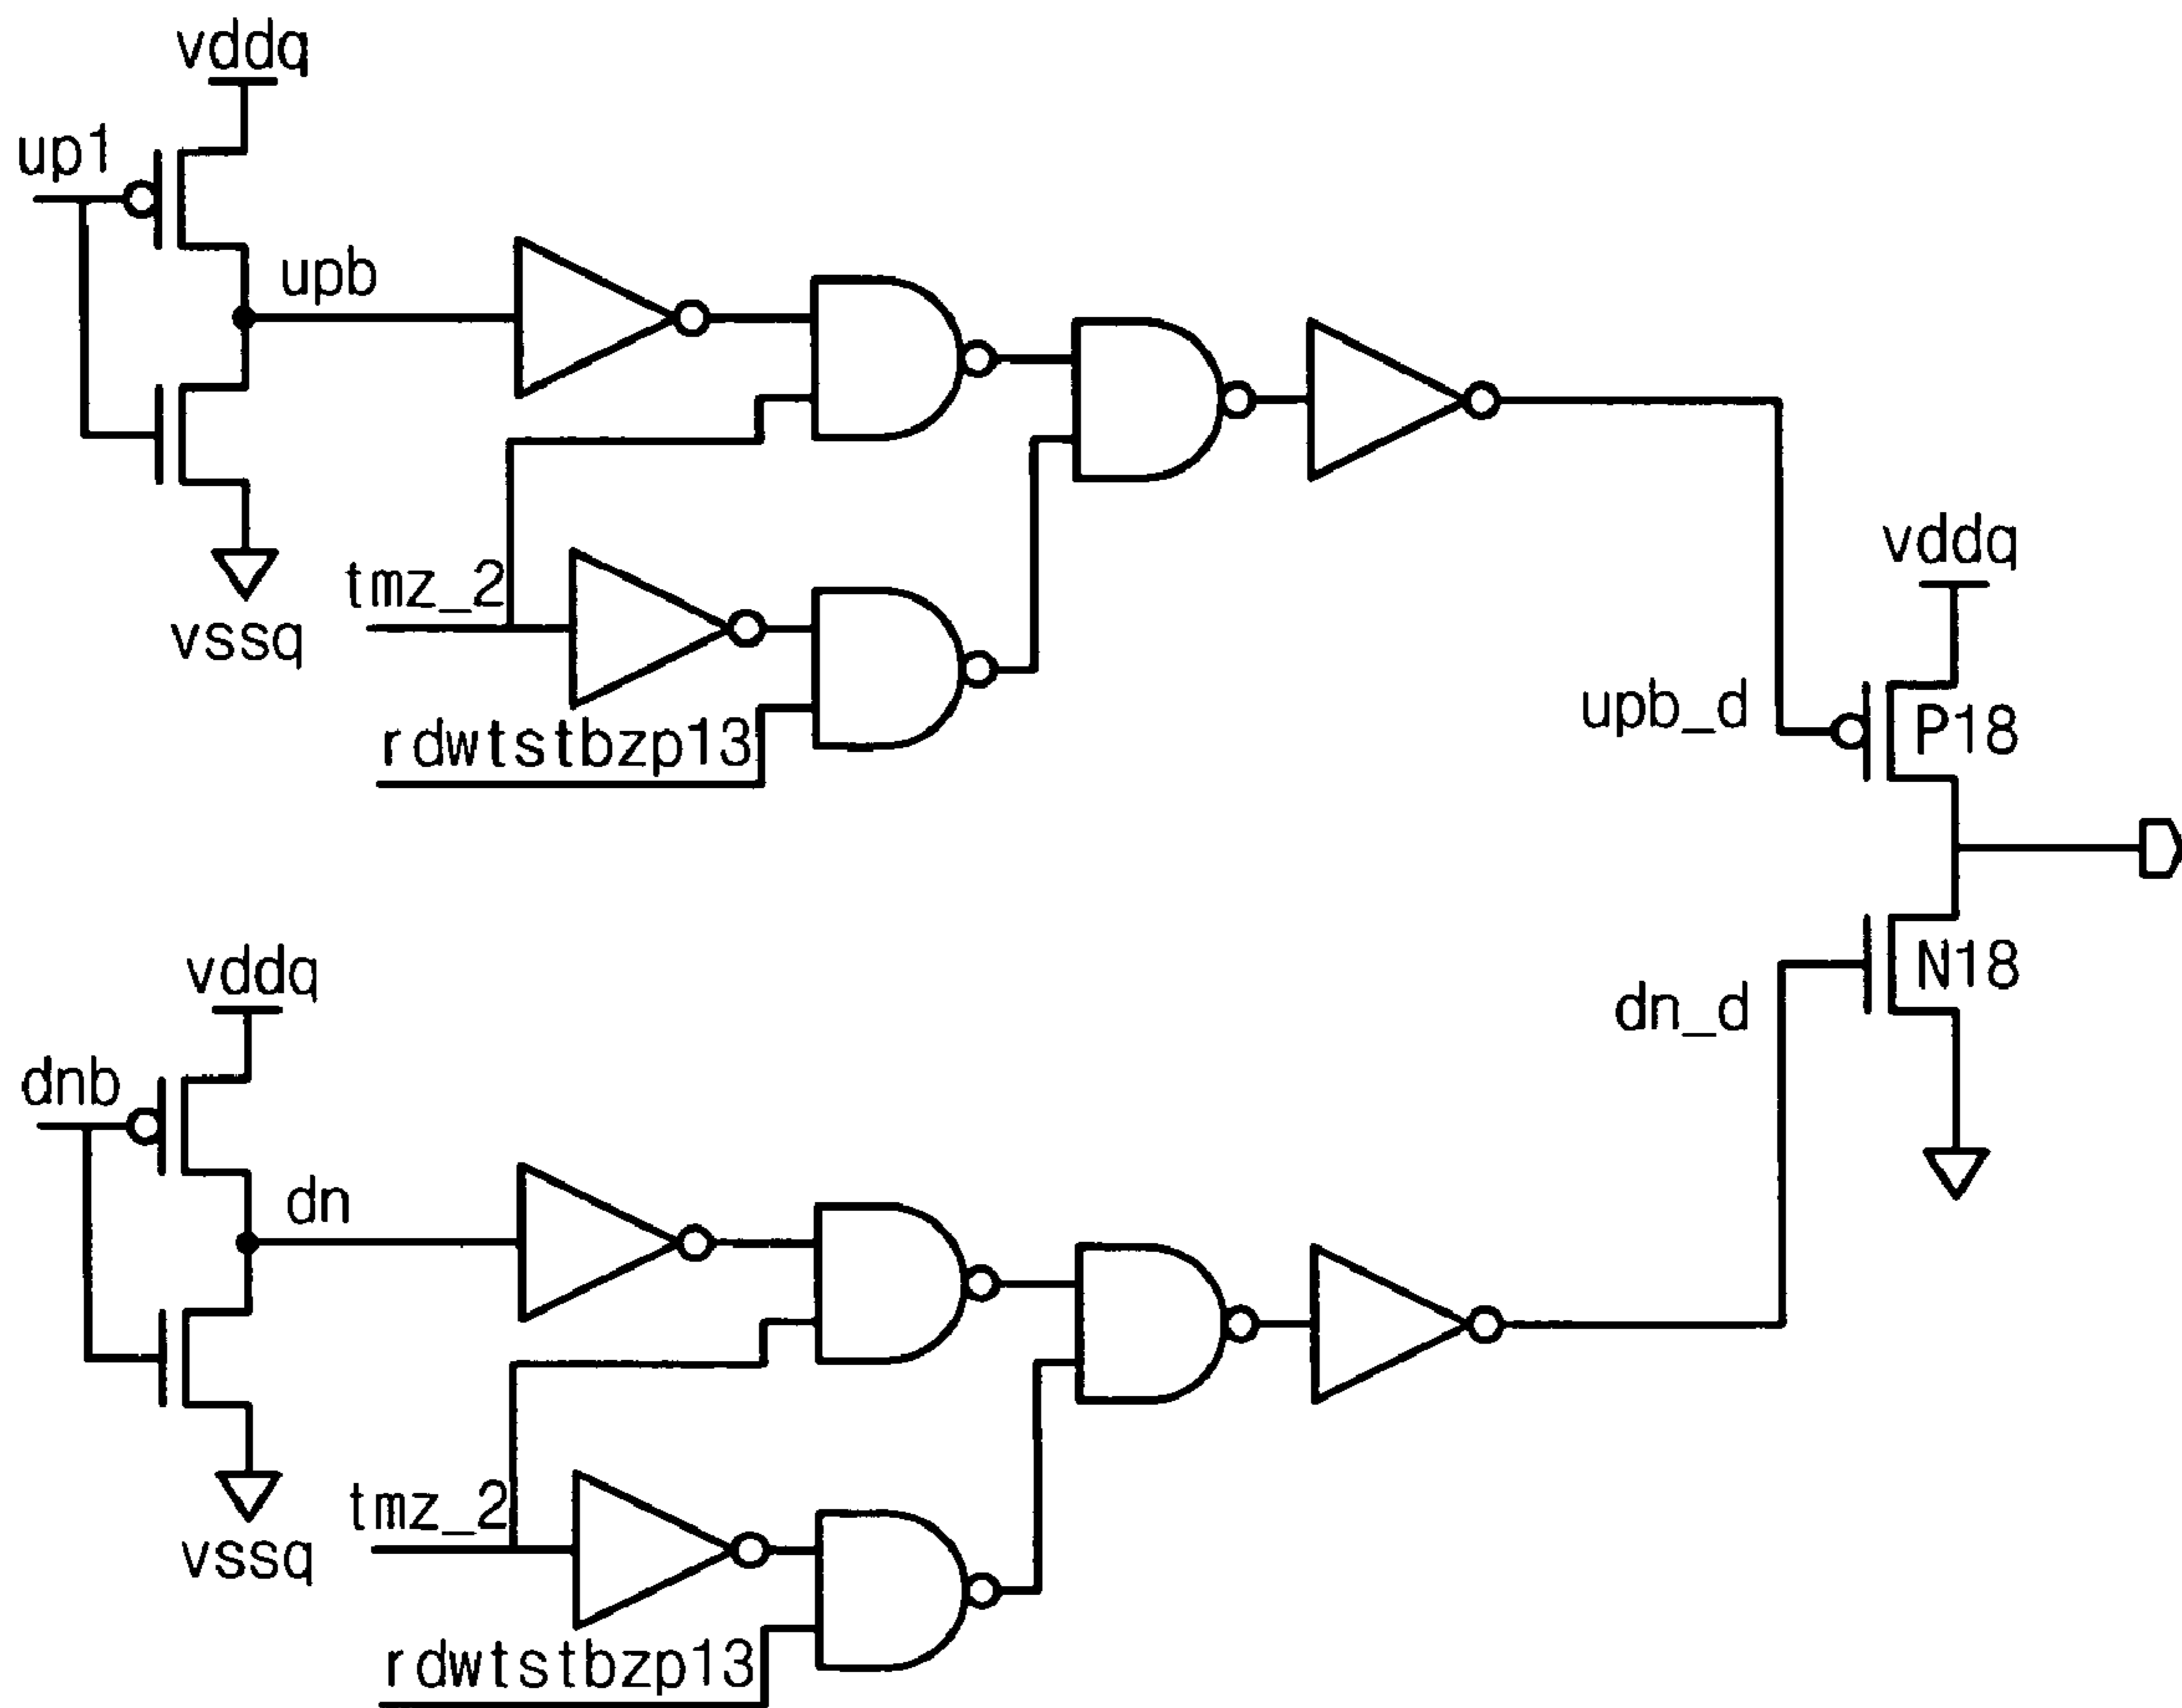 vddq
up1
upb
tmz_2
vssq
rdwtstbzp13
vddq
upb_d
P18
N18
dn_d
vddq
dnb
dn
tmz_2
vssq
rdwtstbzp13